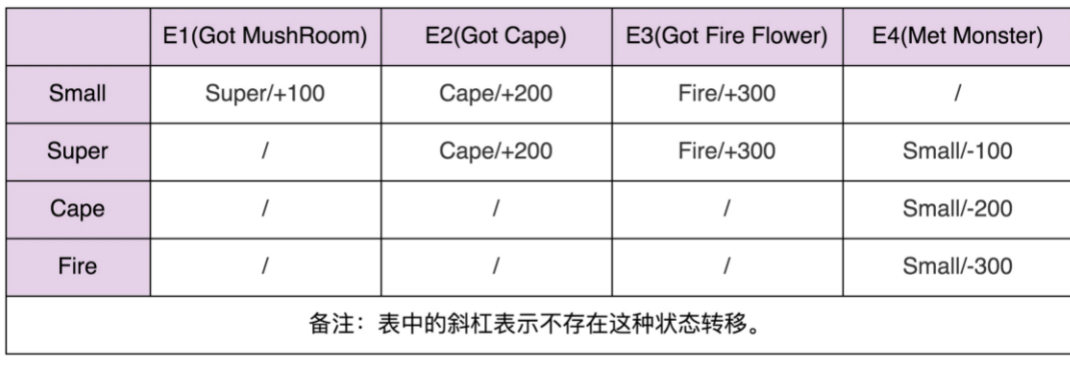 E1(Got MushRoom) E2(Got Cape) E3(Got Fire Flower) E4(Met Monster)
Small Super/+100 Cape/+200 Fire/+300 /
Super / Cape/+200 Fire/+300 Small/-100
Cape / / / Small/-200
Fire / / / Small/-300
备注：表中的斜杠表示不存在这种状态转移。